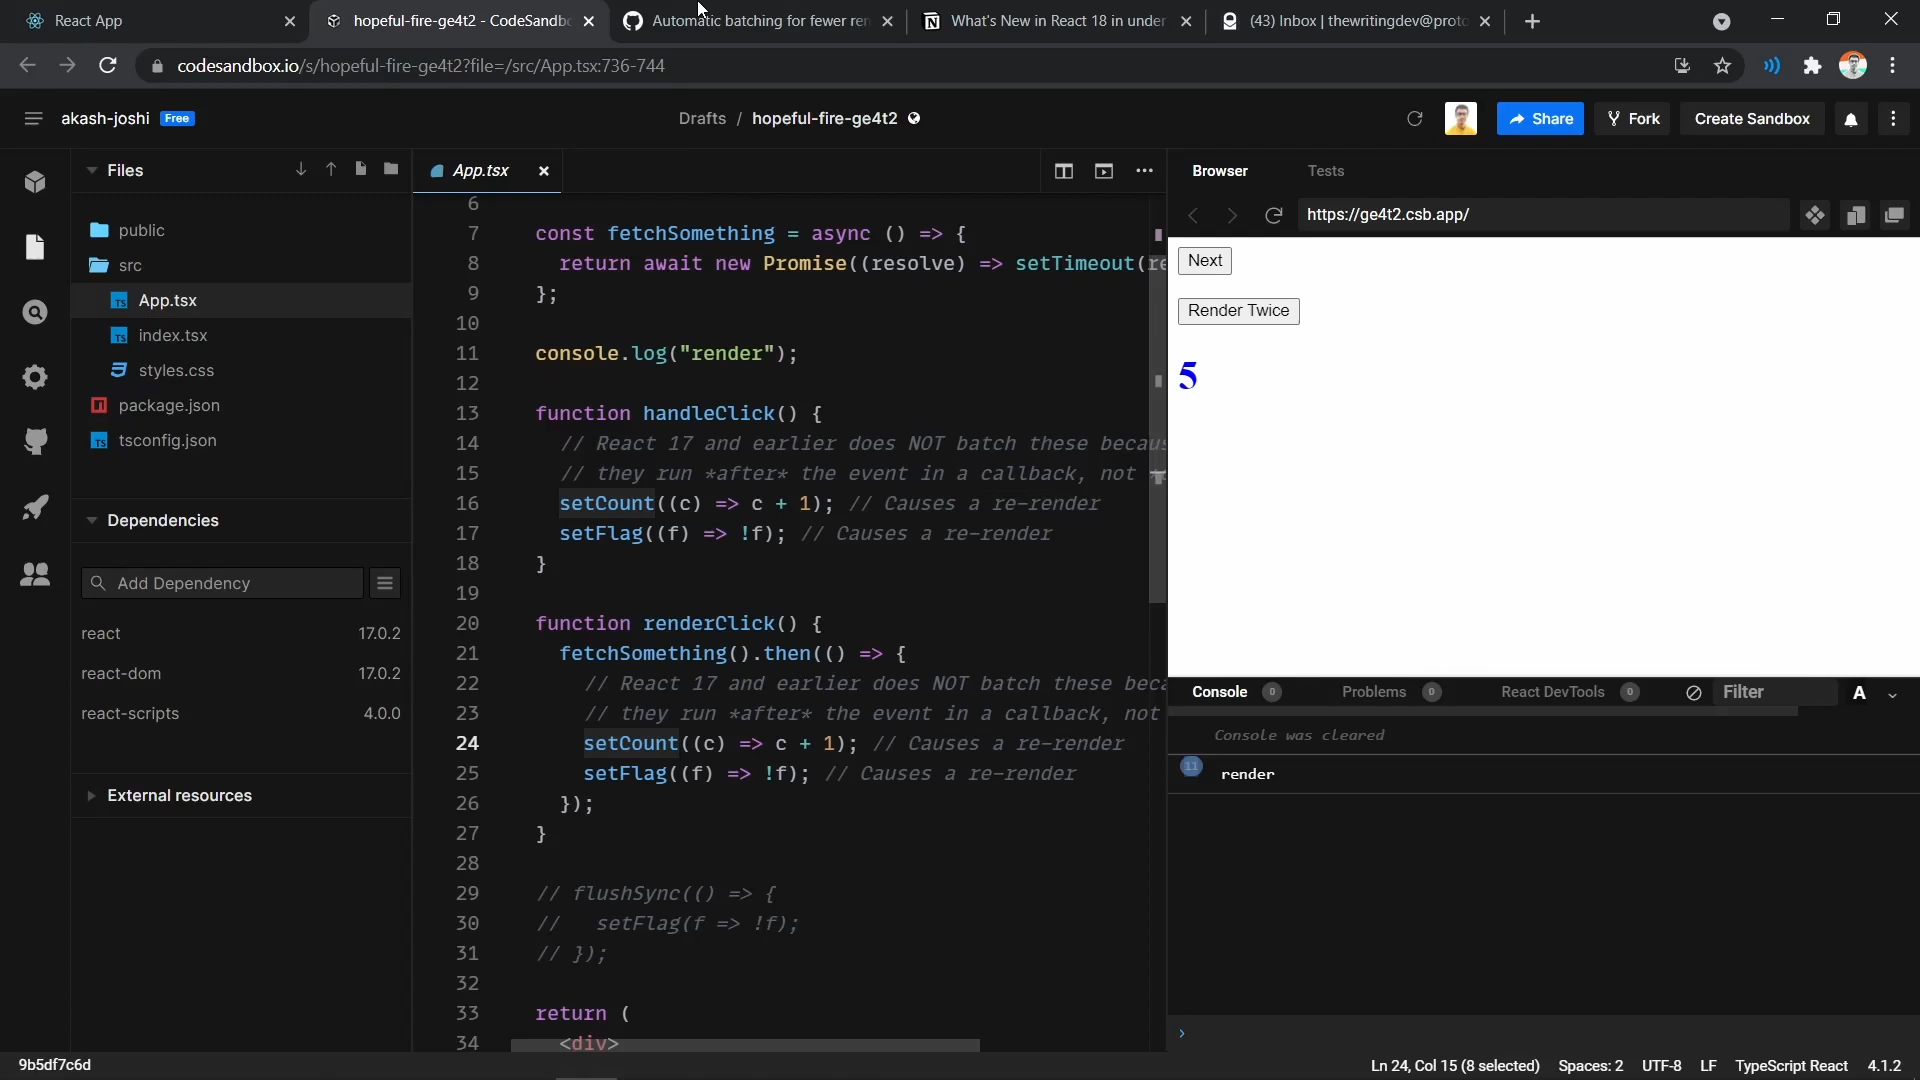 React App
hopeful-fire-ge4t2 - CodeSandbo
Automatic batching for fewer ren
What's New in React 18 in under
(43) Inbox | thewritingdev@proto
codesandbox.io/s/hopeful-fire-ge4t2?file=/src/App.tsx:736-744
akash-joshi Free
Drafts / hopeful-fire-ge4t2
Share
Fork
Create Sandbox
Files
public
src
App.tsx
index.tsx
styles.css
package.json
tsconfig.json
Dependencies
Add Dependency
react 17.0.2
react-dom 17.0.2
react-scripts 4.0.0
External resources
App.tsx
6
7 const fetchSomething = async () => {
8 return await new Promise((resolve) => setTimeout(re
9 };
10
11 console.log("render");
12
13 function handleClick() {
14 // React 17 and earlier does NOT batch these becaus
15 // they run *after* the event in a callback, not *
16 setCount((c) => c + 1); // Causes a re-render
17 setFlag((f) => !f); // Causes a re-render
18 }
19
20 function renderClick() {
21 fetchSomething().then(() => {
22 // React 17 and earlier does NOT batch these beca
23 // they run *after* the event in a callback, not
24 setCount((c) => c + 1); // Causes a re-render
25 setFlag((f) => !f); // Causes a re-render
26 });
27 }
28
29 // flushSync(() => {
30 // setFlag(f => !f);
31 // });
32
33 return (
34 <div>
Browser Tests
https://ge4t2.csb.app/
Next
Render Twice
5
Console 0 Problems 0 React DevTools 0 Filter A
Console was cleared
11 render
9b5df7c6d
Ln 24, Col 15 (8 selected) Spaces: 2 UTF-8 LF TypeScript React 4.1.2